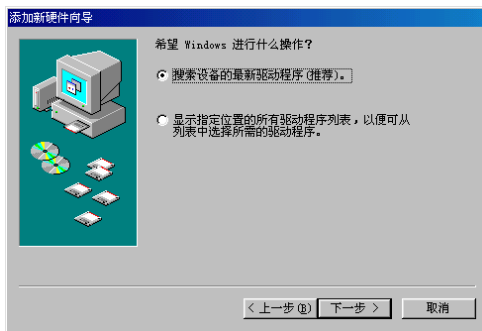 添加新硬件向导
希望 Windows 进行什么操作?
搜索设备的最新驱动程序(推荐)。
显示指定位置的所有驱动程序列表，以便可从
列表中选择所需的驱动程序。
< 上一步(B) 下一步 > 取消